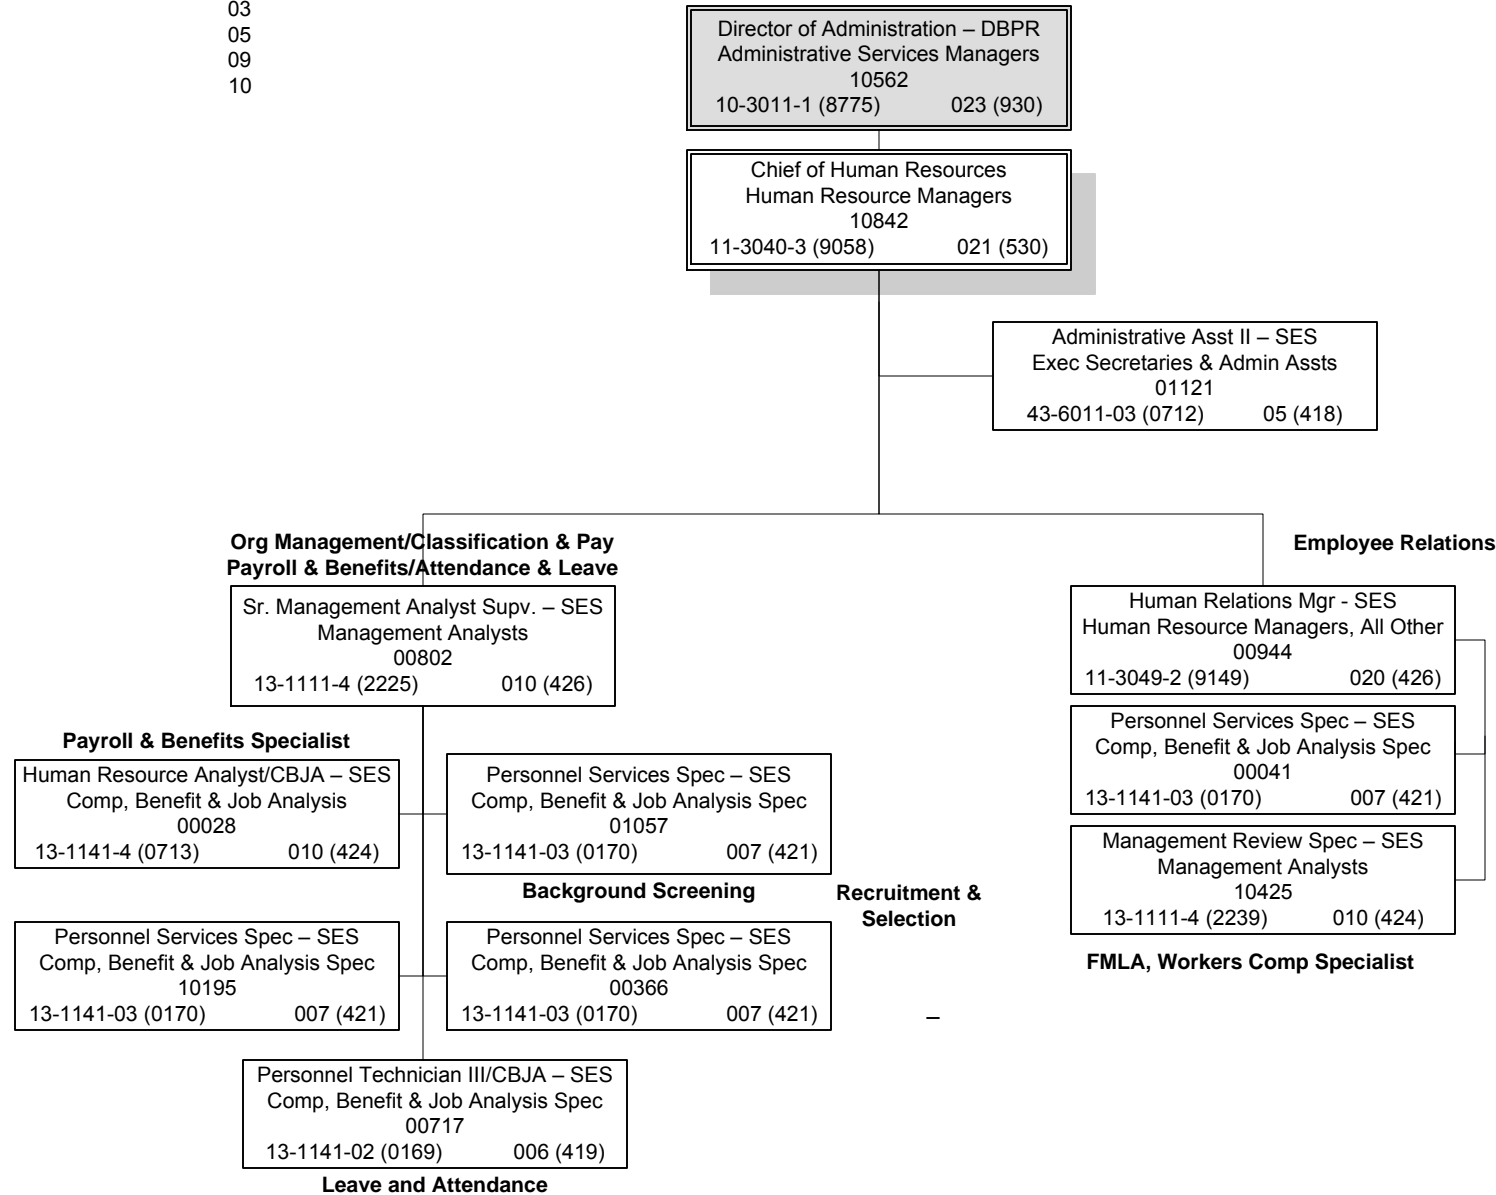 03
05
09
10
Director of Administration – DBPR
Administrative Services Managers
10562
10-3011-1 (8775) 023 (930)
Chief of Human Resources
Human Resource Managers
10842
11-3040-3 (9058) 021 (530)
Administrative Asst II – SES
Exec Secretaries & Admin Assts
01121
43-6011-03 (0712) 05 (418)
Org Management/Classification & Pay
Payroll & Benefits/Attendance & Leave
Sr. Management Analyst Supv. – SES
Management Analysts
00802
13-1111-4 (2225) 010 (426)
Payroll & Benefits Specialist
Human Resource Analyst/CBJA – SES
Comp, Benefit & Job Analysis
00028
13-1141-4 (0713) 010 (424)
Personnel Services Spec – SES
Comp, Benefit & Job Analysis Spec
01057
13-1141-03 (0170) 007 (421)
Background Screening
Recruitment &
Selection
Personnel Services Spec – SES
Comp, Benefit & Job Analysis Spec
10195
13-1141-03 (0170) 007 (421)
Personnel Services Spec – SES
Comp, Benefit & Job Analysis Spec
00366
13-1141-03 (0170) 007 (421)
–
Personnel Technician III/CBJA – SES
Comp, Benefit & Job Analysis Spec
00717
13-1141-02 (0169) 006 (419)
Leave and Attendance
Employee Relations
Human Relations Mgr - SES
Human Resource Managers, All Other
00944
11-3049-2 (9149) 020 (426)
Personnel Services Spec – SES
Comp, Benefit & Job Analysis Spec
00041
13-1141-03 (0170) 007 (421)
Management Review Spec – SES
Management Analysts
10425
13-1111-4 (2239) 010 (424)
FMLA, Workers Comp Specialist